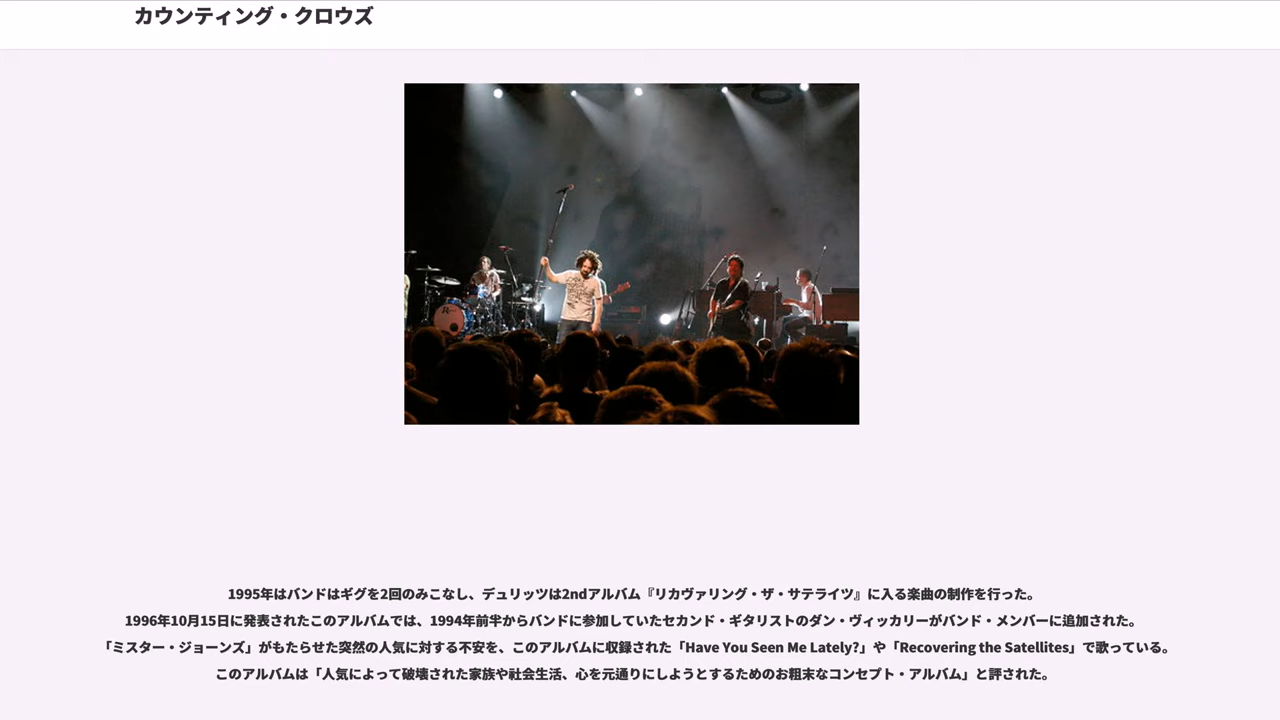 カウンティング・クロウズ
1995年はバンドはギグを2回のみこなし、デュリッツは2ndアルバム『リカヴァリング・ザ・サテライツ』に入る楽曲の制作を行った。
1996年10月15日に発表されたこのアルバムでは、1994年前半からバンドに参加していたセカンド・ギタリストのダン・ヴィッカリーがバンド・メンバーに追加された。
「ミスター・ジョーンズ」がもたらせた突然の人気に対する不安を、このアルバムに収録された「Have You Seen Me Lately?」や「Recovering the Satellites」で歌っている。
このアルバムは「人気によって破壊された家族や社会生活、心を元通りにしようとするためのお粗末なコンセプト・アルバム」と評された。